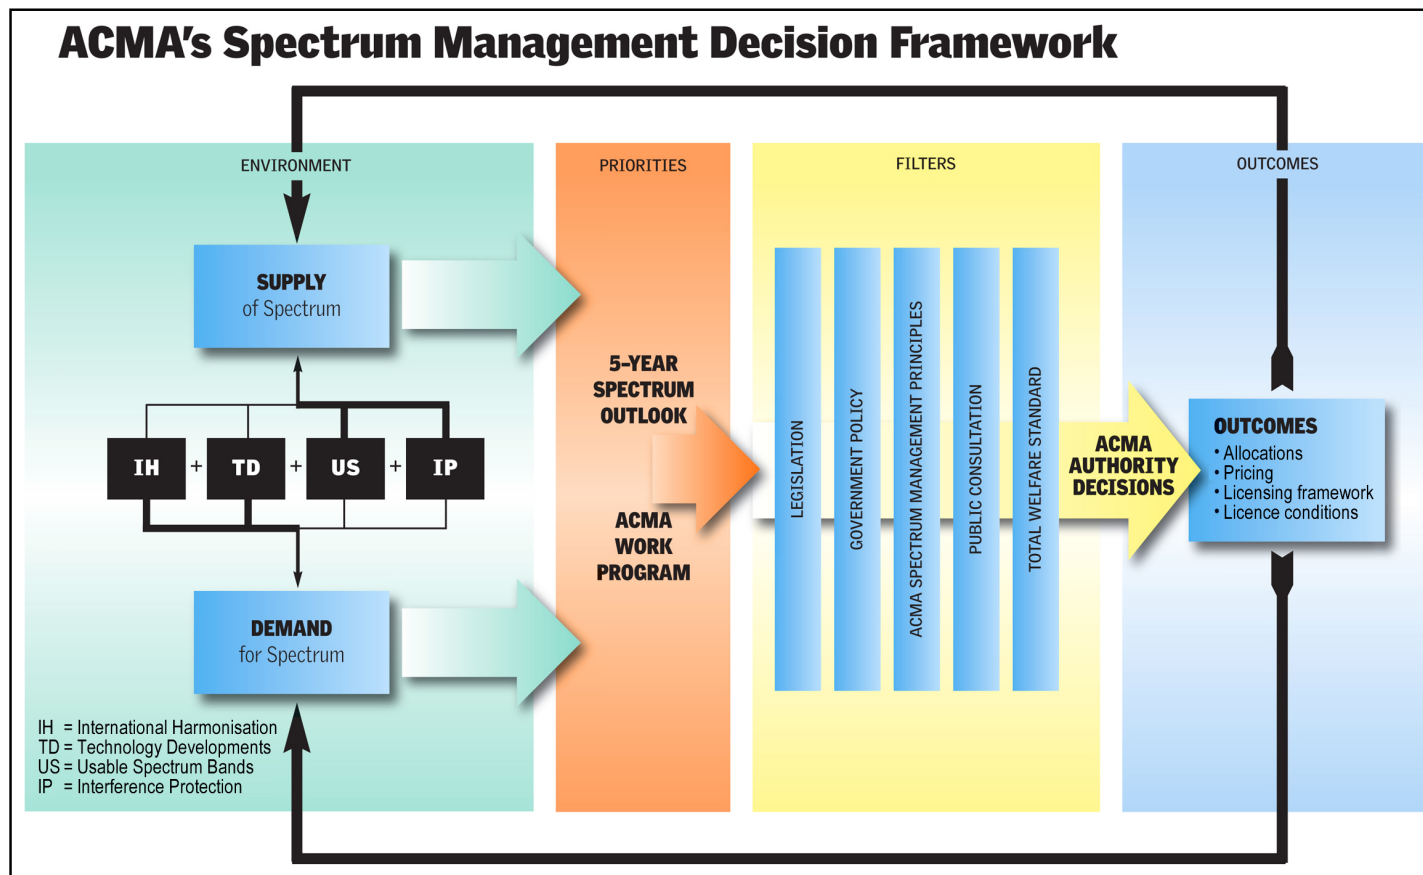 ACMA's Spectrum Management Decision Framework
ENVIRONMENT
SUPPLY
of Spectrum
IH + TD + US + IP
DEMAND
for Spectrum
IH = International Harmonisation
TD = Technology Developments
US = Usable Spectrum Bands
IP = Interference Protection
PRIORITIES
5-YEAR
SPECTRUM
OUTLOOK
ACMA
WORK
PROGRAM
FILTERS
LEGISLATION
GOVERNMENT POLICY
ACMA SPECTRUM MANAGEMENT PRINCIPLES
PUBLIC CONSULTATION
TOTAL WELFARE STANDARD
ACMA
AUTHORITY
DECISIONS
OUTCOMES
OUTCOMES
• Allocations
• Pricing
• Licensing framework
• Licence conditions